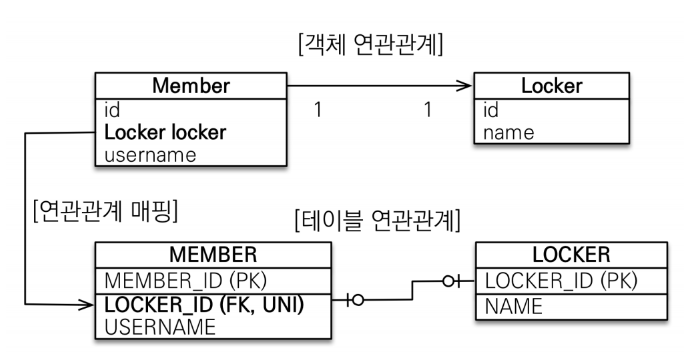 [객체 연관관계]
Member
id
Locker locker
username
1
1
Locker
id
name
[연관관계 매핑]
[테이블 연관관계]
MEMBER
MEMBER_ID (PK)
LOCKER_ID (FK, UNI)
USERNAME
LOCKER
LOCKER_ID (PK)
NAME